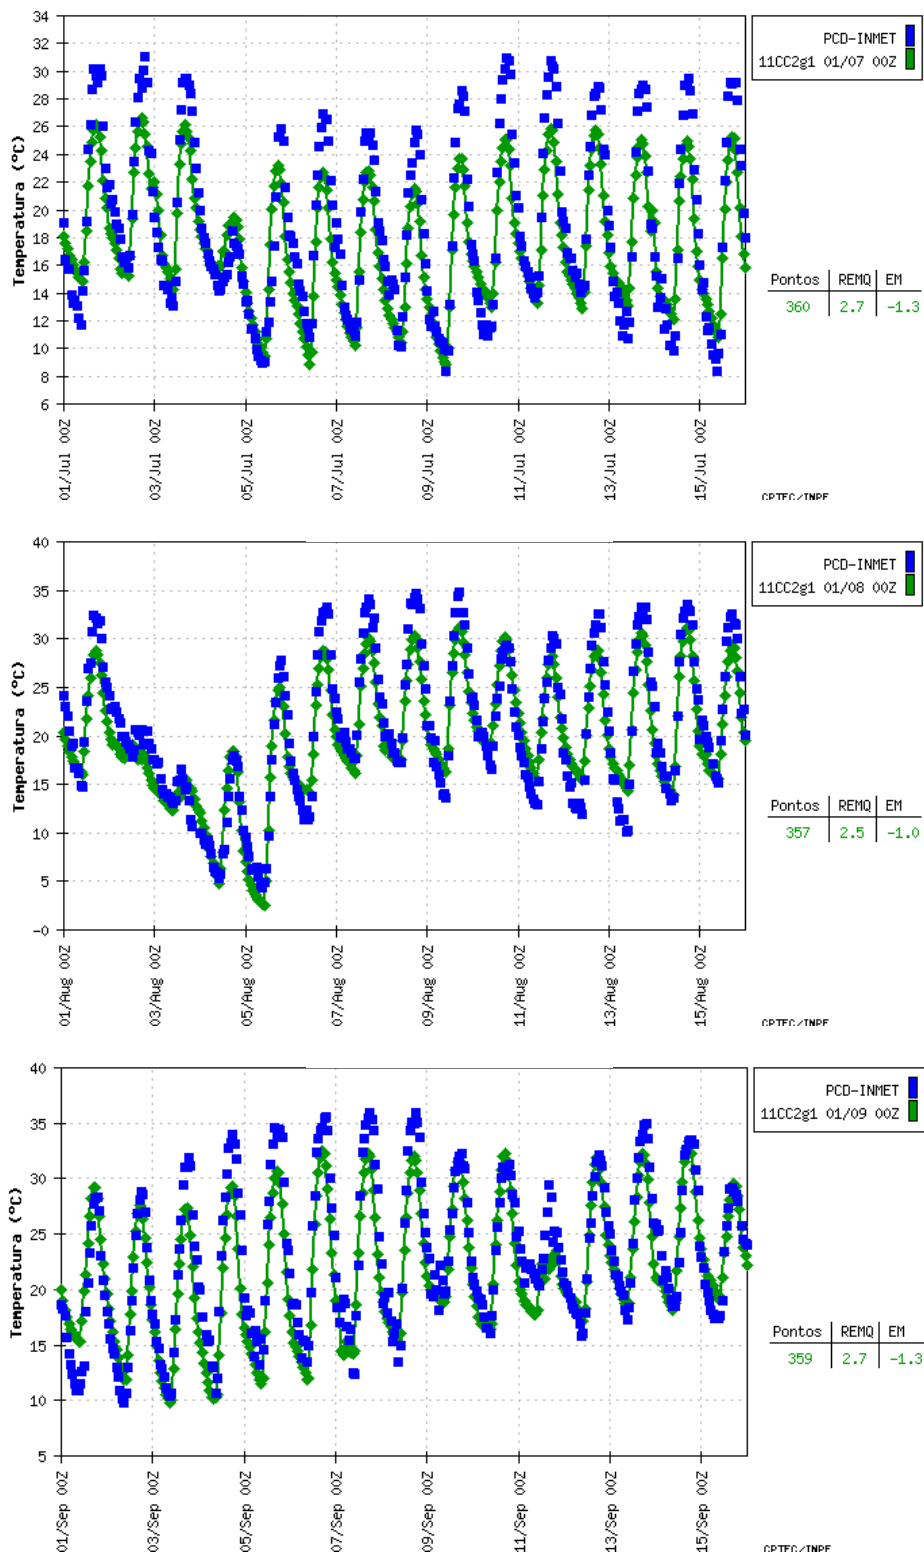 34
32
30
28
26
24
22
20
18
16
14
12
10
8
6
Temperatura (°C)
01/Jul 00Z
03/Jul 00Z
05/Jul 00Z
07/Jul 00Z
09/Jul 00Z
11/Jul 00Z
13/Jul 00Z
15/Jul 00Z
PCD-INMET
11CC2g1 01/07 00Z
Pontos REMQ EM
360 2.7 -1.3
CPTEC/INPE
40
35
30
25
20
15
10
5
-0
Temperatura (°C)
01/Aug 00Z
03/Aug 00Z
05/Aug 00Z
07/Aug 00Z
09/Aug 00Z
11/Aug 00Z
13/Aug 00Z
15/Aug 00Z
PCD-INMET
11CC2g1 01/08 00Z
Pontos REMQ EM
357 2.5 -1.0
CPTEC/INPE
40
35
30
25
20
15
10
5
Temperatura (°C)
01/Sep 00Z
03/Sep 00Z
05/Sep 00Z
07/Sep 00Z
09/Sep 00Z
11/Sep 00Z
13/Sep 00Z
15/Sep 00Z
PCD-INMET
11CC2g1 01/09 00Z
Pontos REMQ EM
359 2.7 -1.3
CPTEC/INPE